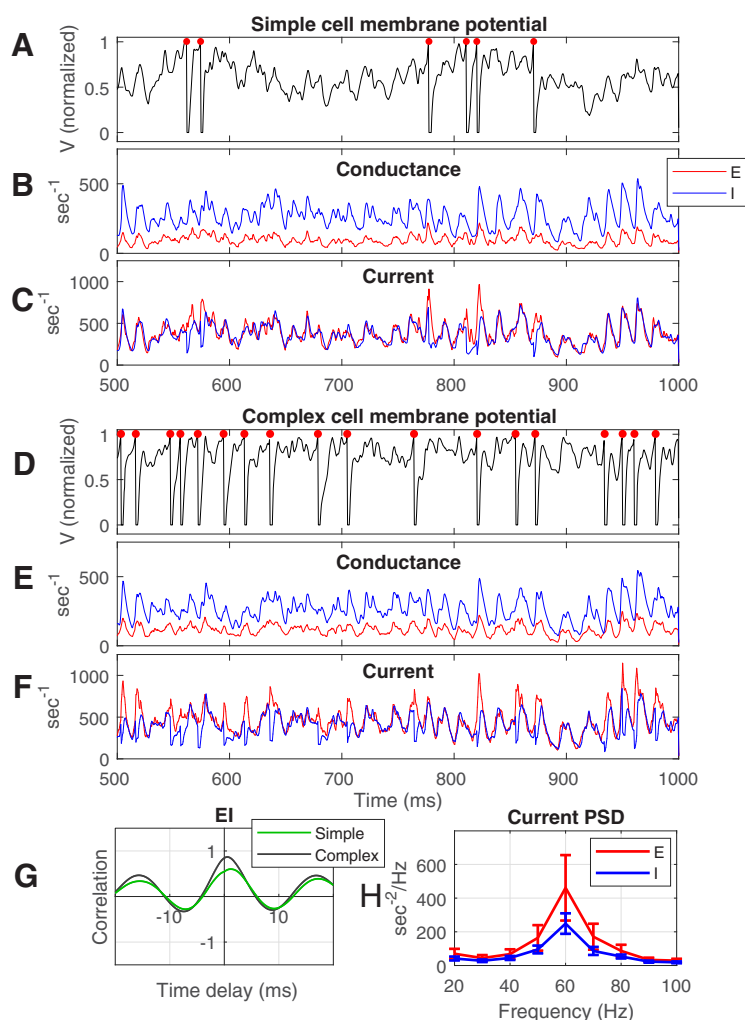 Simple cell membrane potential
A
V (normalized)
1
0.5
0
B
Conductance
sec⁻¹
500
0
E
I
C
Current
sec⁻¹
1000
500
0
500 600 700 800 900 1000
Complex cell membrane potential
D
V (normalized)
1
0.5
0
E
Conductance
sec⁻¹
500
0
F
Current
sec⁻¹
1000
500
0
500 600 700 800 900 1000
Time (ms)
G
EI
Simple
Complex
Correlation
1
-10 10
-1
Time delay (ms)
H
Current PSD
E
I
sec⁻²/Hz
600
400
200
0
20 40 60 80 100
Frequency (Hz)